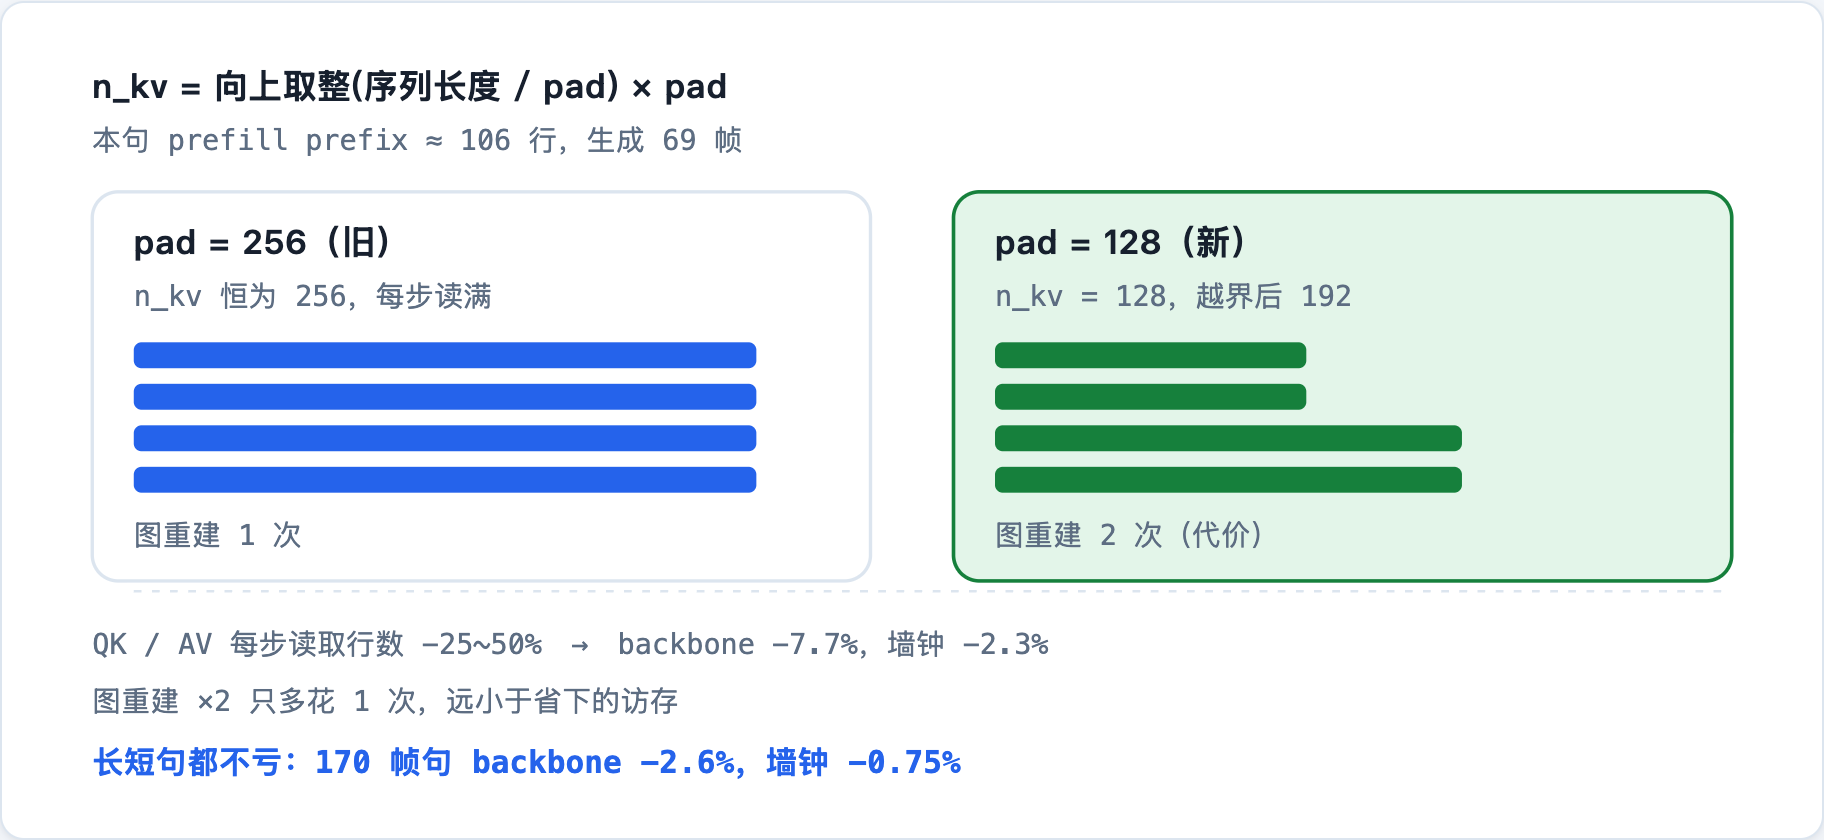 n_kv = 向上取整(序列长度 / pad) × pad
本句 prefill prefix ≈ 106 行，生成 69 帧
pad = 256（旧）
n_kv 恒为 256，每步读满
图重建 1 次
pad = 128（新）
n_kv = 128，越界后 192
图重建 2 次（代价）
QK / AV 每步读取行数 −25~50% → backbone −7.7%，墙钟 −2.3%
图重建 ×2 只多花 1 次，远小于省下的访存
长短句都不亏：170 帧句 backbone −2.6%，墙钟 −0.75%